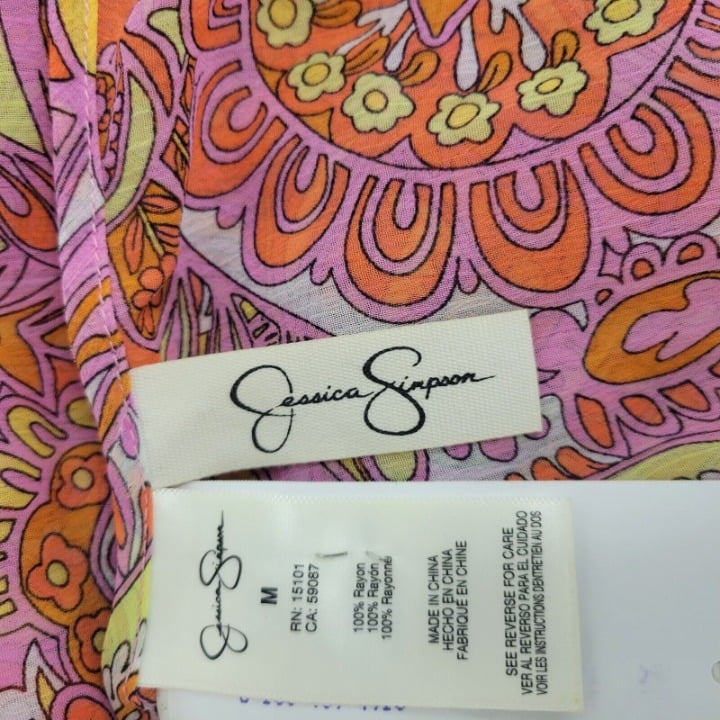 Jessica Simpson
Jessica Simpson
M
RN: 15101
CA: 59087
100% Rayon
100% Rayón
100% Rayonne
MADE IN CHINA
HECHO EN CHINA
FABRIQUÉ EN CHINE
SEE REVERSE FOR CARE
VER AL REVERSO PARA EL CUIDADO
VOIR LES INSTRUCTIONS D'ENTRETIEN AU DOS